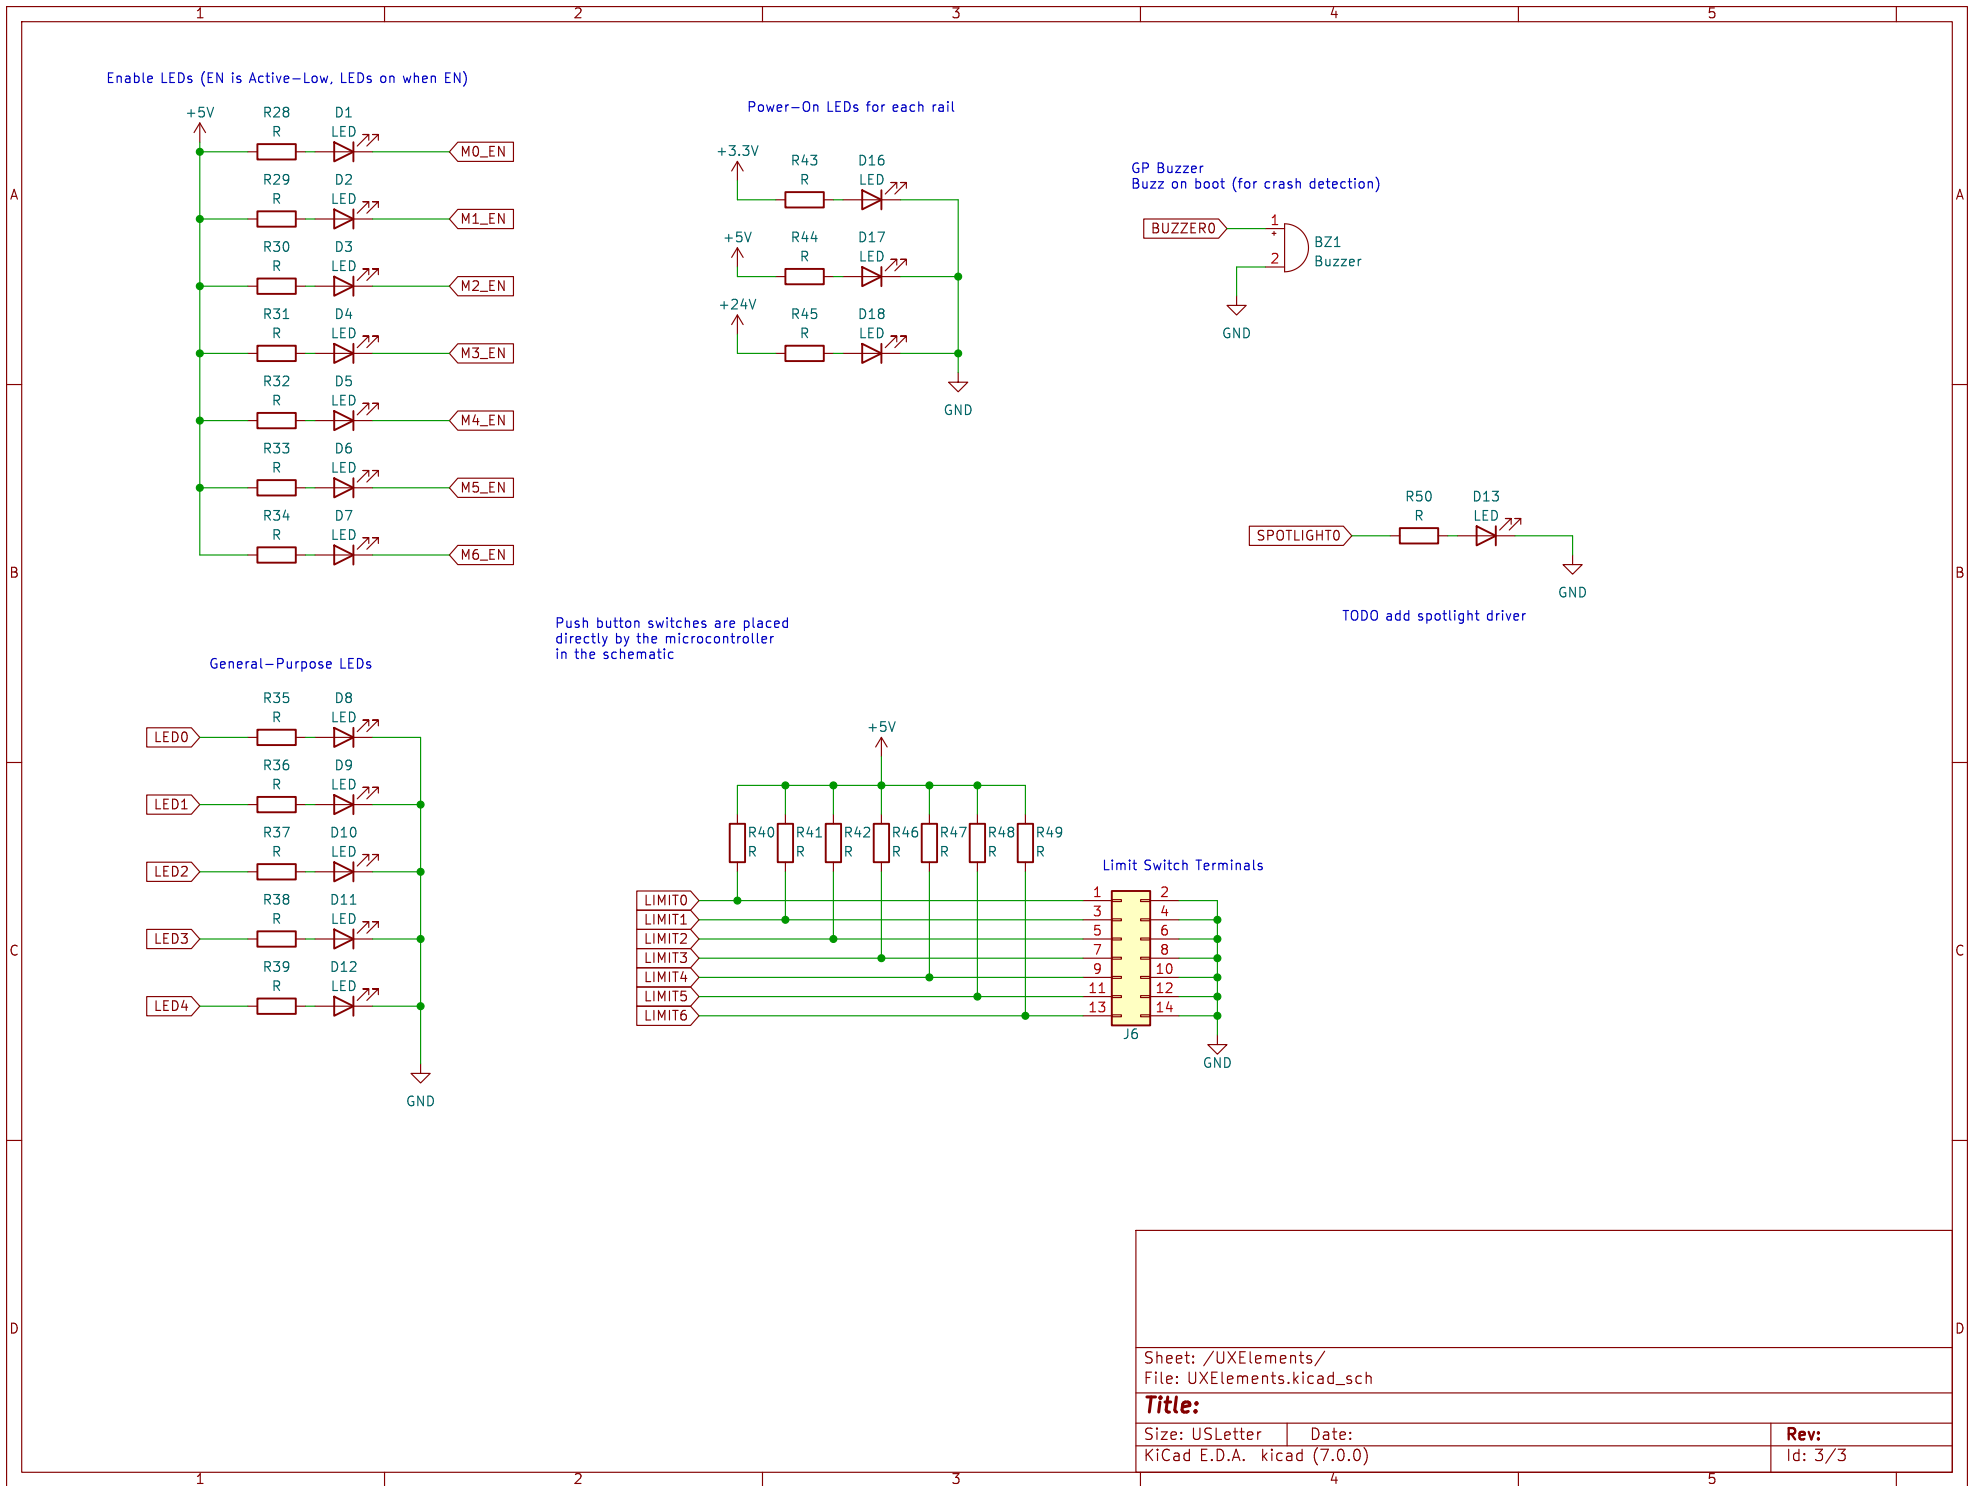 1 2 3 4 5
Enable LEDs (EN is Active-Low, LEDs on when EN)
+5V
R28 D1
R LED
M0_EN
R29 D2
R LED
M1_EN
R30 D3
R LED
M2_EN
R31 D4
R LED
M3_EN
R32 D5
R LED
M4_EN
R33 D6
R LED
M5_EN
R34 D7
R LED
M6_EN
Power-On LEDs for each rail
+3.3V
R43 D16
R LED
+5V
R44 D17
R LED
+24V
R45 D18
R LED
GND
GP Buzzer
Buzz on boot (for crash detection)
BUZZER0
1
+
2
BZ1
Buzzer
GND
A A
R50 D13
R LED
SPOTLIGHT0
GND
TODO add spotlight driver
B B
Push button switches are placed
directly by the microcontroller
in the schematic
General-Purpose LEDs
R35 D8
R LED
LED0
R36 D9
R LED
LED1
R37 D10
R LED
LED2
R38 D11
R LED
LED3
R39 D12
R LED
LED4
GND
+5V
R40 R41 R42 R46 R47 R48 R49
R R R R R R R
Limit Switch Terminals
LIMIT0 1 2
LIMIT1 3 4
LIMIT2 5 6
LIMIT3 7 8
LIMIT4 9 10
LIMIT5 11 12
LIMIT6 13 14
J6
GND
C C
D D
Sheet: /UXElements/
File: UXElements.kicad_sch
Title:
Size: USLetter Date: Rev:
KiCad E.D.A. kicad (7.0.0) Id: 3/3
1 2 3 4 5